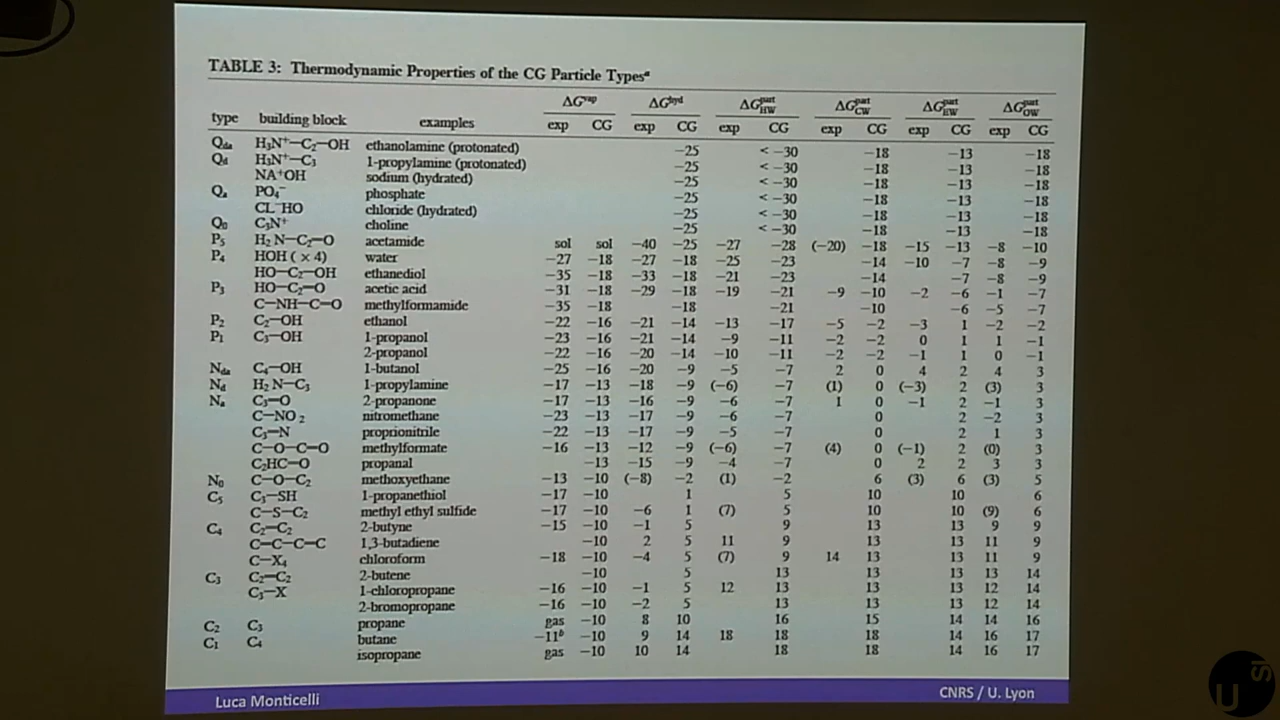 TABLE 3: Thermodynamic Properties of the CG Particle Types^a
ΔG^vap ΔG^hyd ΔG^part_HW ΔG^part_CW ΔG^part_EW ΔG^part_OW
type building block examples exp CG exp CG exp CG exp CG exp CG exp CG
Qda H3N+—C2—OH ethanolamine (protonated) −25 < −30 −18 −13 −18
Qd H3N+—C3 1-propylamine (protonated) −25 < −30 −18 −13 −18
NA+OH sodium (hydrated) −25 < −30 −18 −13 −18
Qa PO4− phosphate −25 < −30 −18 −13 −18
CL−HO chloride (hydrated) −25 < −30 −18 −13 −18
Q0 C3N+ choline −25 < −30 −18 −13 −18
P5 H2N—C2=O acetamide sol sol −40 −25 −27 −28 (−20) −18 −15 −13 −8 −10
P4 HOH (×4) water −27 −18 −27 −18 −25 −23 −14 −10 −7 −8 −9
HO—C2—OH ethanediol −35 −18 −33 −18 −21 −23 −14 −7 −8 −9
P3 HO—C2=O acetic acid −31 −18 −29 −18 −19 −21 −9 −10 −2 −6 −1 −7
C—NH—C=O methylformamide −35 −18 −18 −21 −10 −6 −5 −7
P2 C2—OH ethanol −22 −16 −21 −14 −13 −17 −5 −2 −3 1 −2 −2
P1 C3—OH 1-propanol −23 −16 −21 −14 −9 −11 −2 −2 0 1 1 −1
2-propanol −22 −16 −20 −14 −10 −11 −2 −2 −1 1 0 −1
Nda C4—OH 1-butanol −25 −16 −20 −9 −5 −7 2 0 4 2 4 3
Nd H2N—C3 1-propylamine −17 −13 −18 −9 (−6) −7 (1) 0 (−3) 2 (3) 3
Na C3=O 2-propanone −17 −13 −16 −9 −6 −7 1 0 −1 2 −1 3
C—NO2 nitromethane −23 −13 −17 −9 −6 −7 0 2 −2 3
C3=N proprionitrile −22 −13 −17 −9 −5 −7 0 2 1 3
C—O—C=O methylformate −16 −13 −12 −9 (−6) −7 (4) 0 (−1) 2 (0) 3
C2HC=O propanal −13 −15 −9 −4 −7 0 2 2 3 3
N0 C—O—C2 methoxyethane −13 −10 (−8) −2 (1) −2 6 (3) 6 (3) 5
C5 C3—SH 1-propanethiol −17 −10 1 5 10 10 6
C—S—C2 methyl ethyl sulfide −17 −10 −6 1 (7) 5 10 10 (9) 6
C4 C2=C2 2-butyne −15 −10 −1 5 9 13 13 9 9
C=C—C=C 1,3-butadiene −10 2 5 11 9 13 13 11 9
C—X4 chloroform −18 −10 −4 5 (7) 9 14 13 13 11 9
C3 C2=C2 2-butene −10 5 13 13 13 13 14
C3—X 1-chloropropane −16 −10 −1 5 12 13 13 13 12 14
2-bromopropane −16 −10 −2 5 13 13 13 12 14
C2 C3 propane gas −10 8 10 16 15 14 14 16
C1 C4 butane −11^b −10 9 14 18 18 18 14 16 17
isopropane gas −10 10 14 18 18 14 16 17
Luca Monticelli
CNRS / U. Lyon
USI